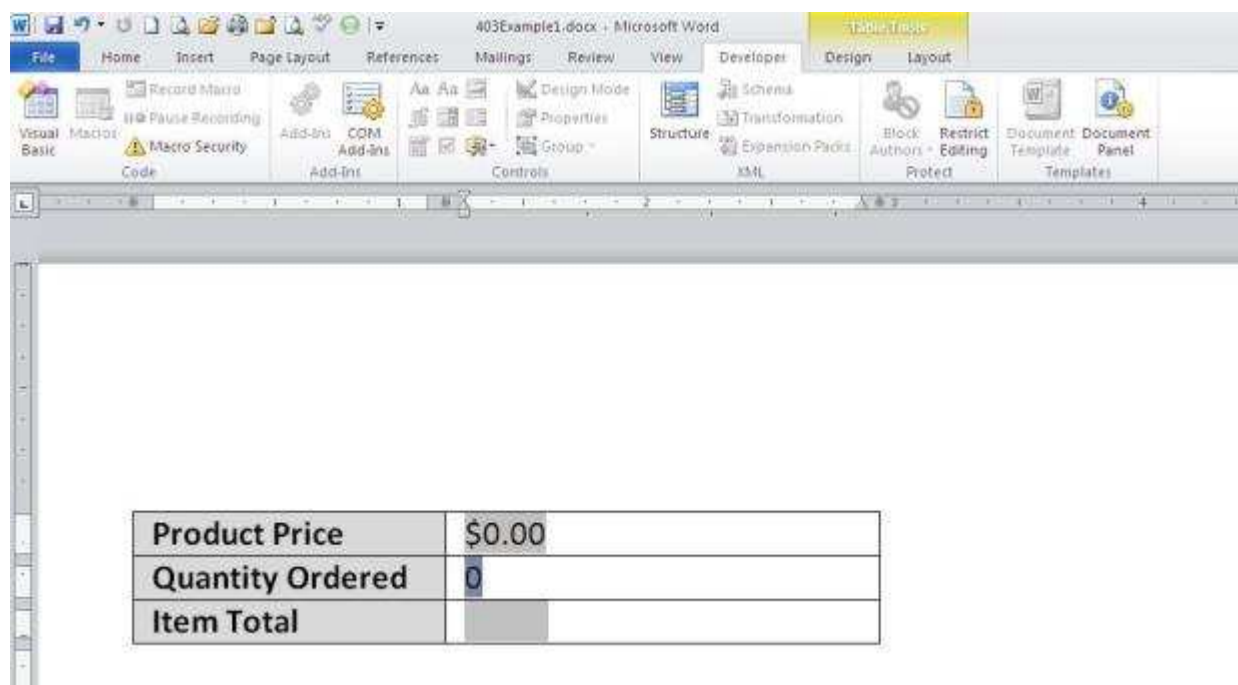 403Example1.docx - Microsoft Word
Table Tools
File Home Insert Page Layout References Mailings Review View Developer Design Layout
Visual Basic
Macros
Record Macro
Pause Recording
Macro Security
Code
Add-Ins
COM Add-Ins
Add-Ins
Aa Aa
Design Mode
Properties
Group
Controls
Structure
Schema
Transformation
Expansion Packs
XML
Block Authors
Restrict Editing
Protect
Document Template
Document Panel
Templates
Product Price $0.00
Quantity Ordered 0
Item Total